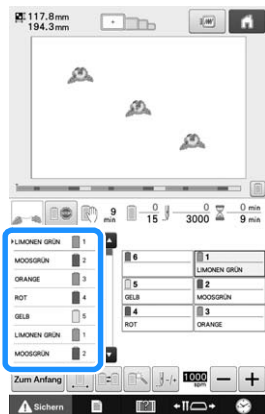 117.8mm
194.3mm
9 min
0
15
0
3000
0 min
9 min
LIMONEN GRÜN 1
MOOSGRÜN 2
ORANGE 3
ROT 4
GELB 5
LIMONEN GRÜN 1
MOOSGRÜN 2
6
1
LIMONEN GRÜN
5
GELB
2
MOOSGRÜN
4
ROT
3
ORANGE
Zum Anfang
1000
spm
Sichern